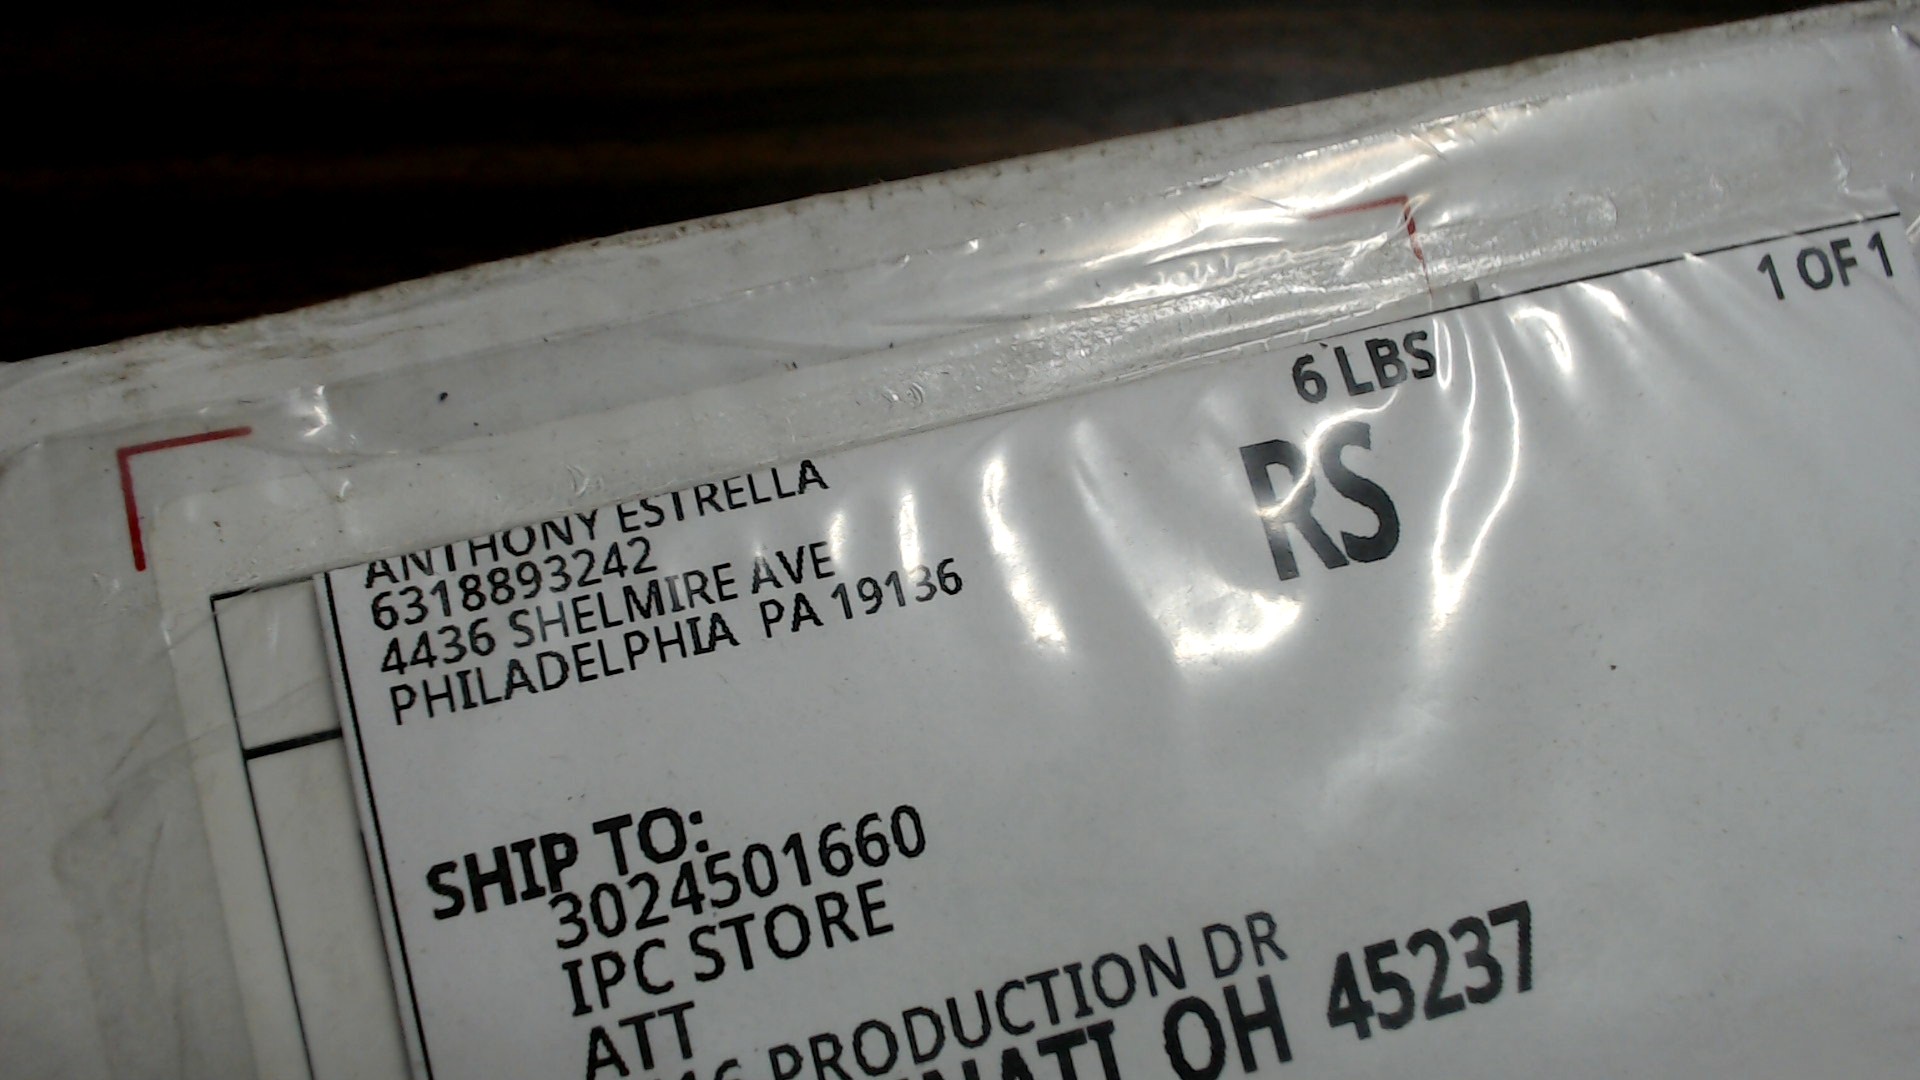 1 OF 1
6 LBS
RS
ANTHONY ESTRELLA
6318893242
4436 SHELMIRE AVE
PHILADELPHIA PA 19136
SHIP TO:
3024501660
IPC STORE
ATT
PRODUCTION DR
OH 45237